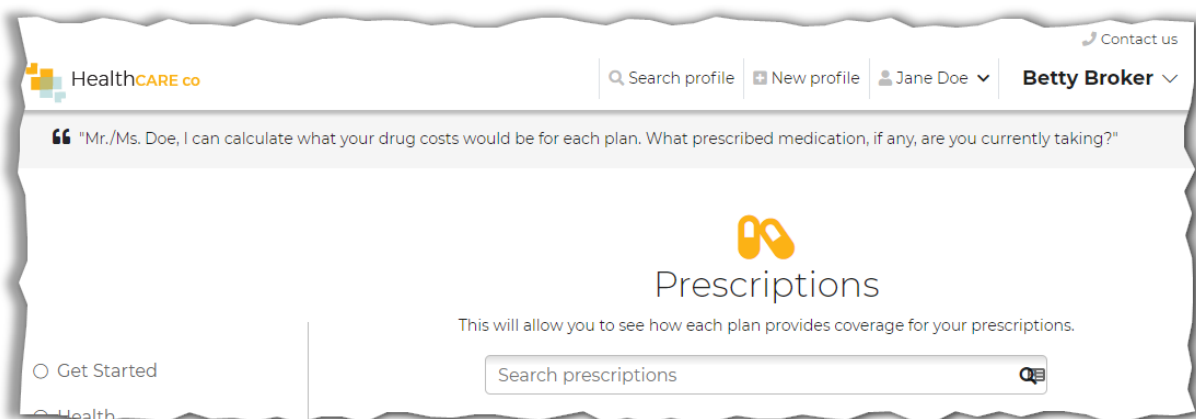 Contact us
HealthCARE co
Search profile New profile Jane Doe Betty Broker
"Mr./Ms. Doe, I can calculate what your drug costs would be for each plan. What prescribed medication, if any, are you currently taking?"
Prescriptions
This will allow you to see how each plan provides coverage for your prescriptions.
Search prescriptions
Get Started
Health